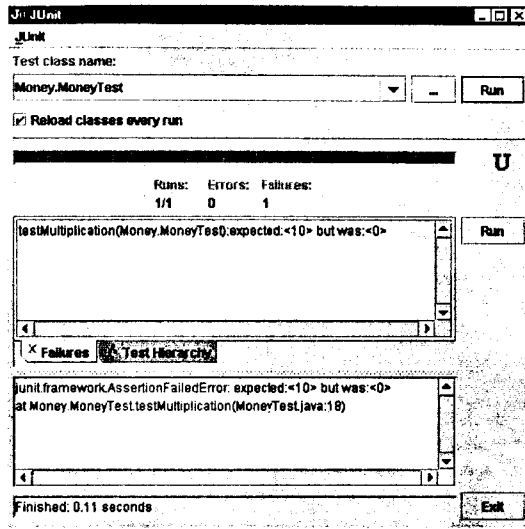 JU JUnit
JUnit
Test class name:
Money.MoneyTest
... Run
Reload classes every run
U
Runs: Errors: Failures:
1/1 0 1
testMultiplication(Money.MoneyTest):expected:<10> but was:<0>
Run
Failures Test Hierarchy
junit.framework.AssertionFailedError: expected:<10> but was:<0>
at Money.MoneyTest.testMultiplication(MoneyTest.java:18)
Finished: 0.11 seconds
Exit